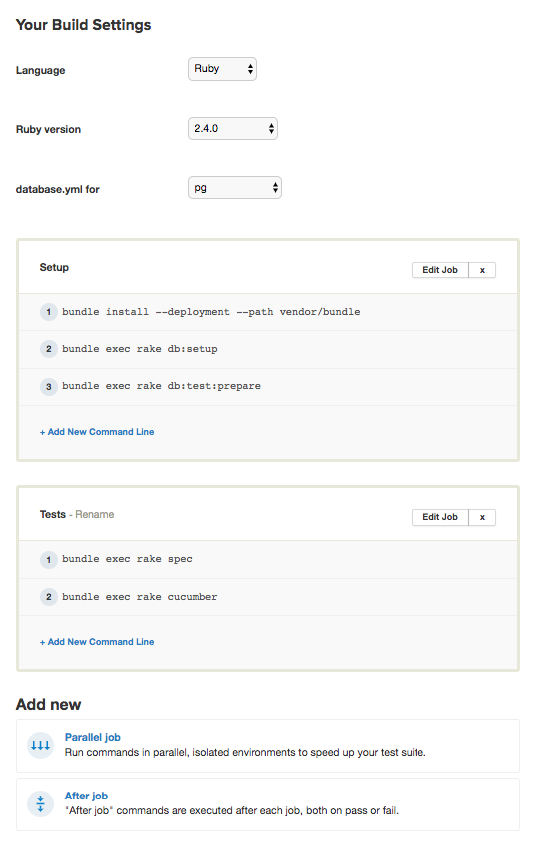 Your Build Settings
Language
Ruby
Ruby version
2.4.0
database.yml for
pg
Setup
Edit Job
x
1 bundle install --deployment --path vendor/bundle
2 bundle exec rake db:setup
3 bundle exec rake db:test:prepare
+ Add New Command Line
Tests - Rename
Edit Job
x
1 bundle exec rake spec
2 bundle exec rake cucumber
+ Add New Command Line
Add new
Parallel job
Run commands in parallel, isolated environments to speed up your test suite.
After job
"After job" commands are executed after each job, both on pass or fail.